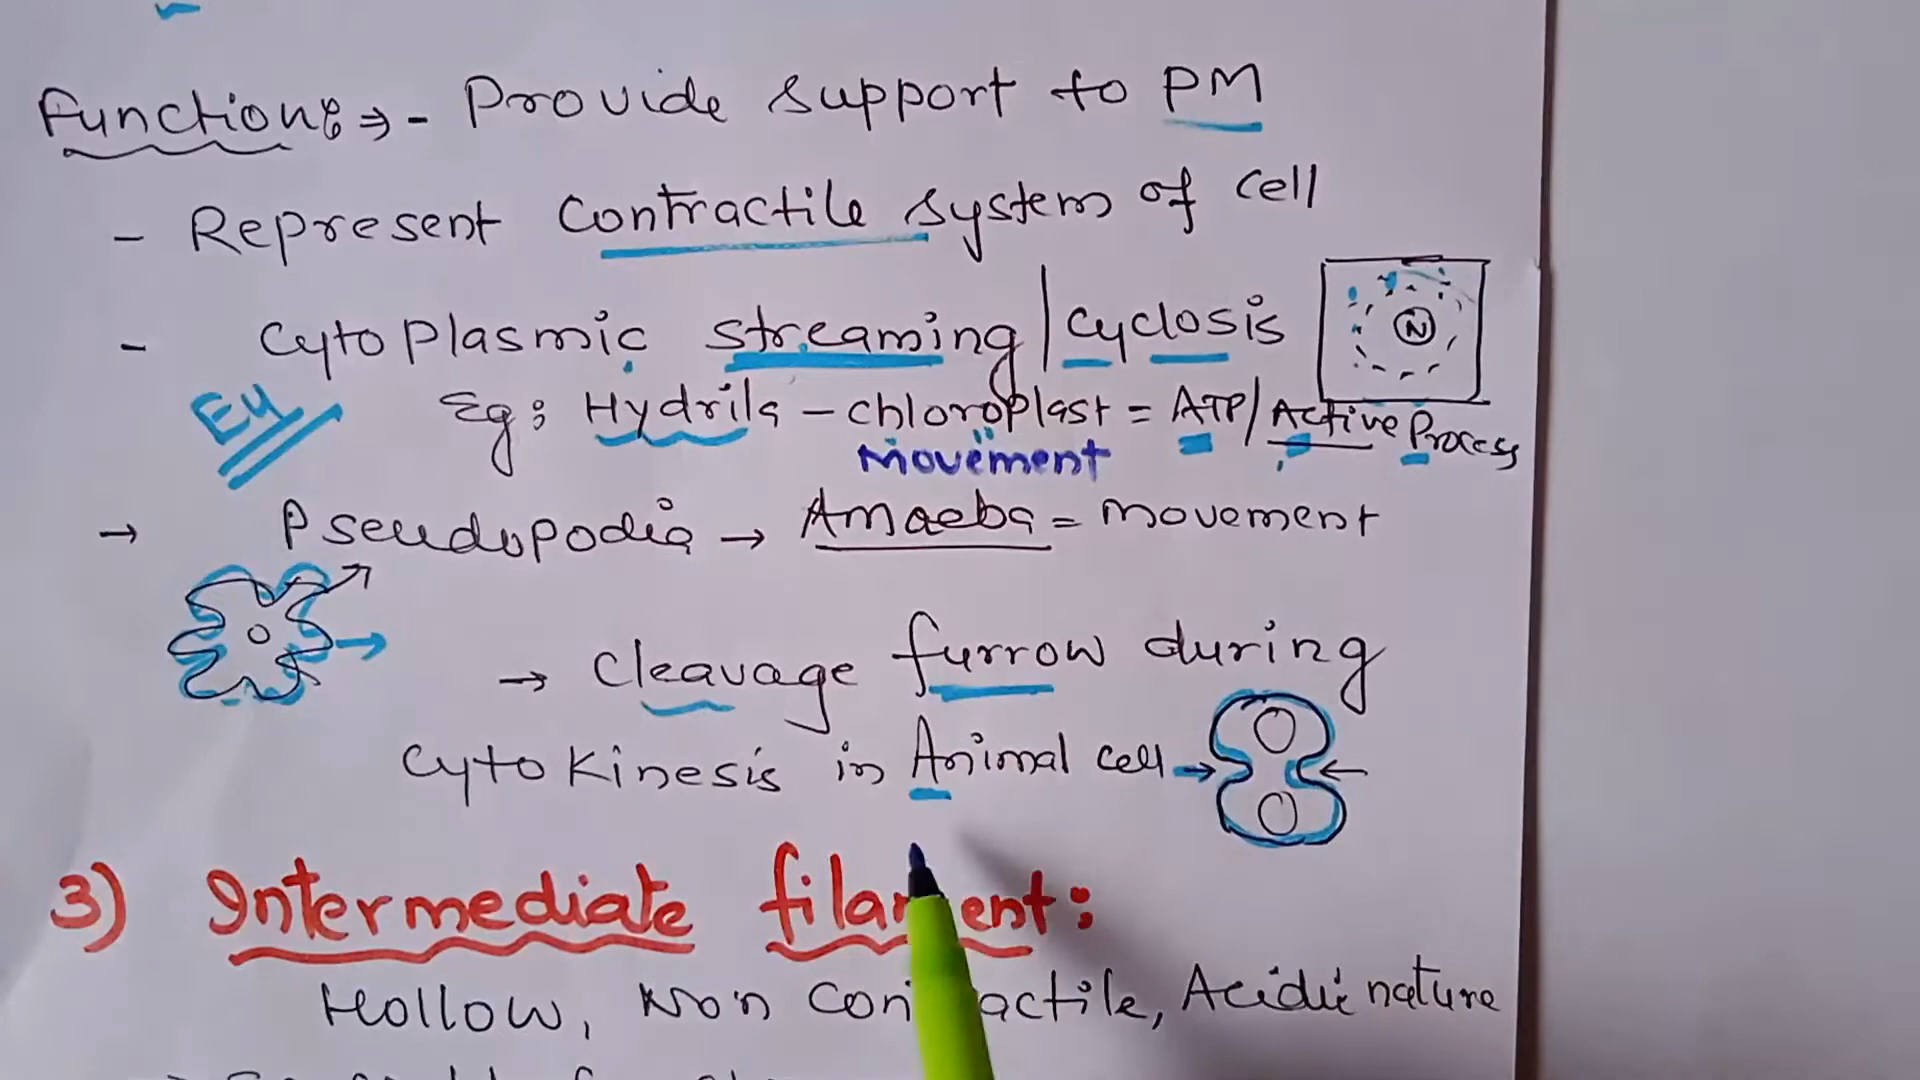 Functions ⇒ - Provide support to PM
- Represent Contractile system of cell
- Cytoplasmic streaming | Cyclosis
N
Eg: Hydrila - chloroplast = ATP/Active Process
Movement
→ Pseudopodia → Amaeba = movement
→ Cleavage furrow during
Cytokinesis in Animal cell
3) Intermediate filament:
Hollow, Non Contractile, Acidic nature